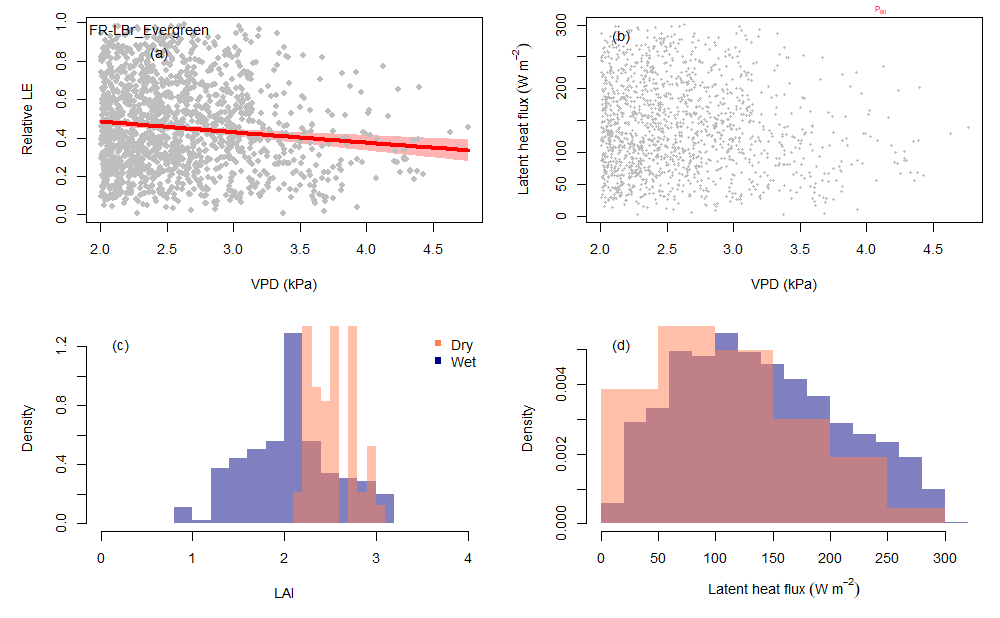 FR-LBr_Evergreen
(a)
Relative LE
0.0 0.2 0.4 0.6 0.8 1.0
2.0 2.5 3.0 3.5 4.0 4.5
VPD (kPa)
(b)
Latent heat flux (W m−2)
0 50 100 200 300
2.0 2.5 3.0 3.5 4.0 4.5
VPD (kPa)
(c)
Dry
Wet
Density
0.0 0.4 0.8 1.2
0 1 2 3 4
LAI
(d)
Density
0.000 0.002 0.004
0 50 100 150 200 250 300
Latent heat flux (W m−2)